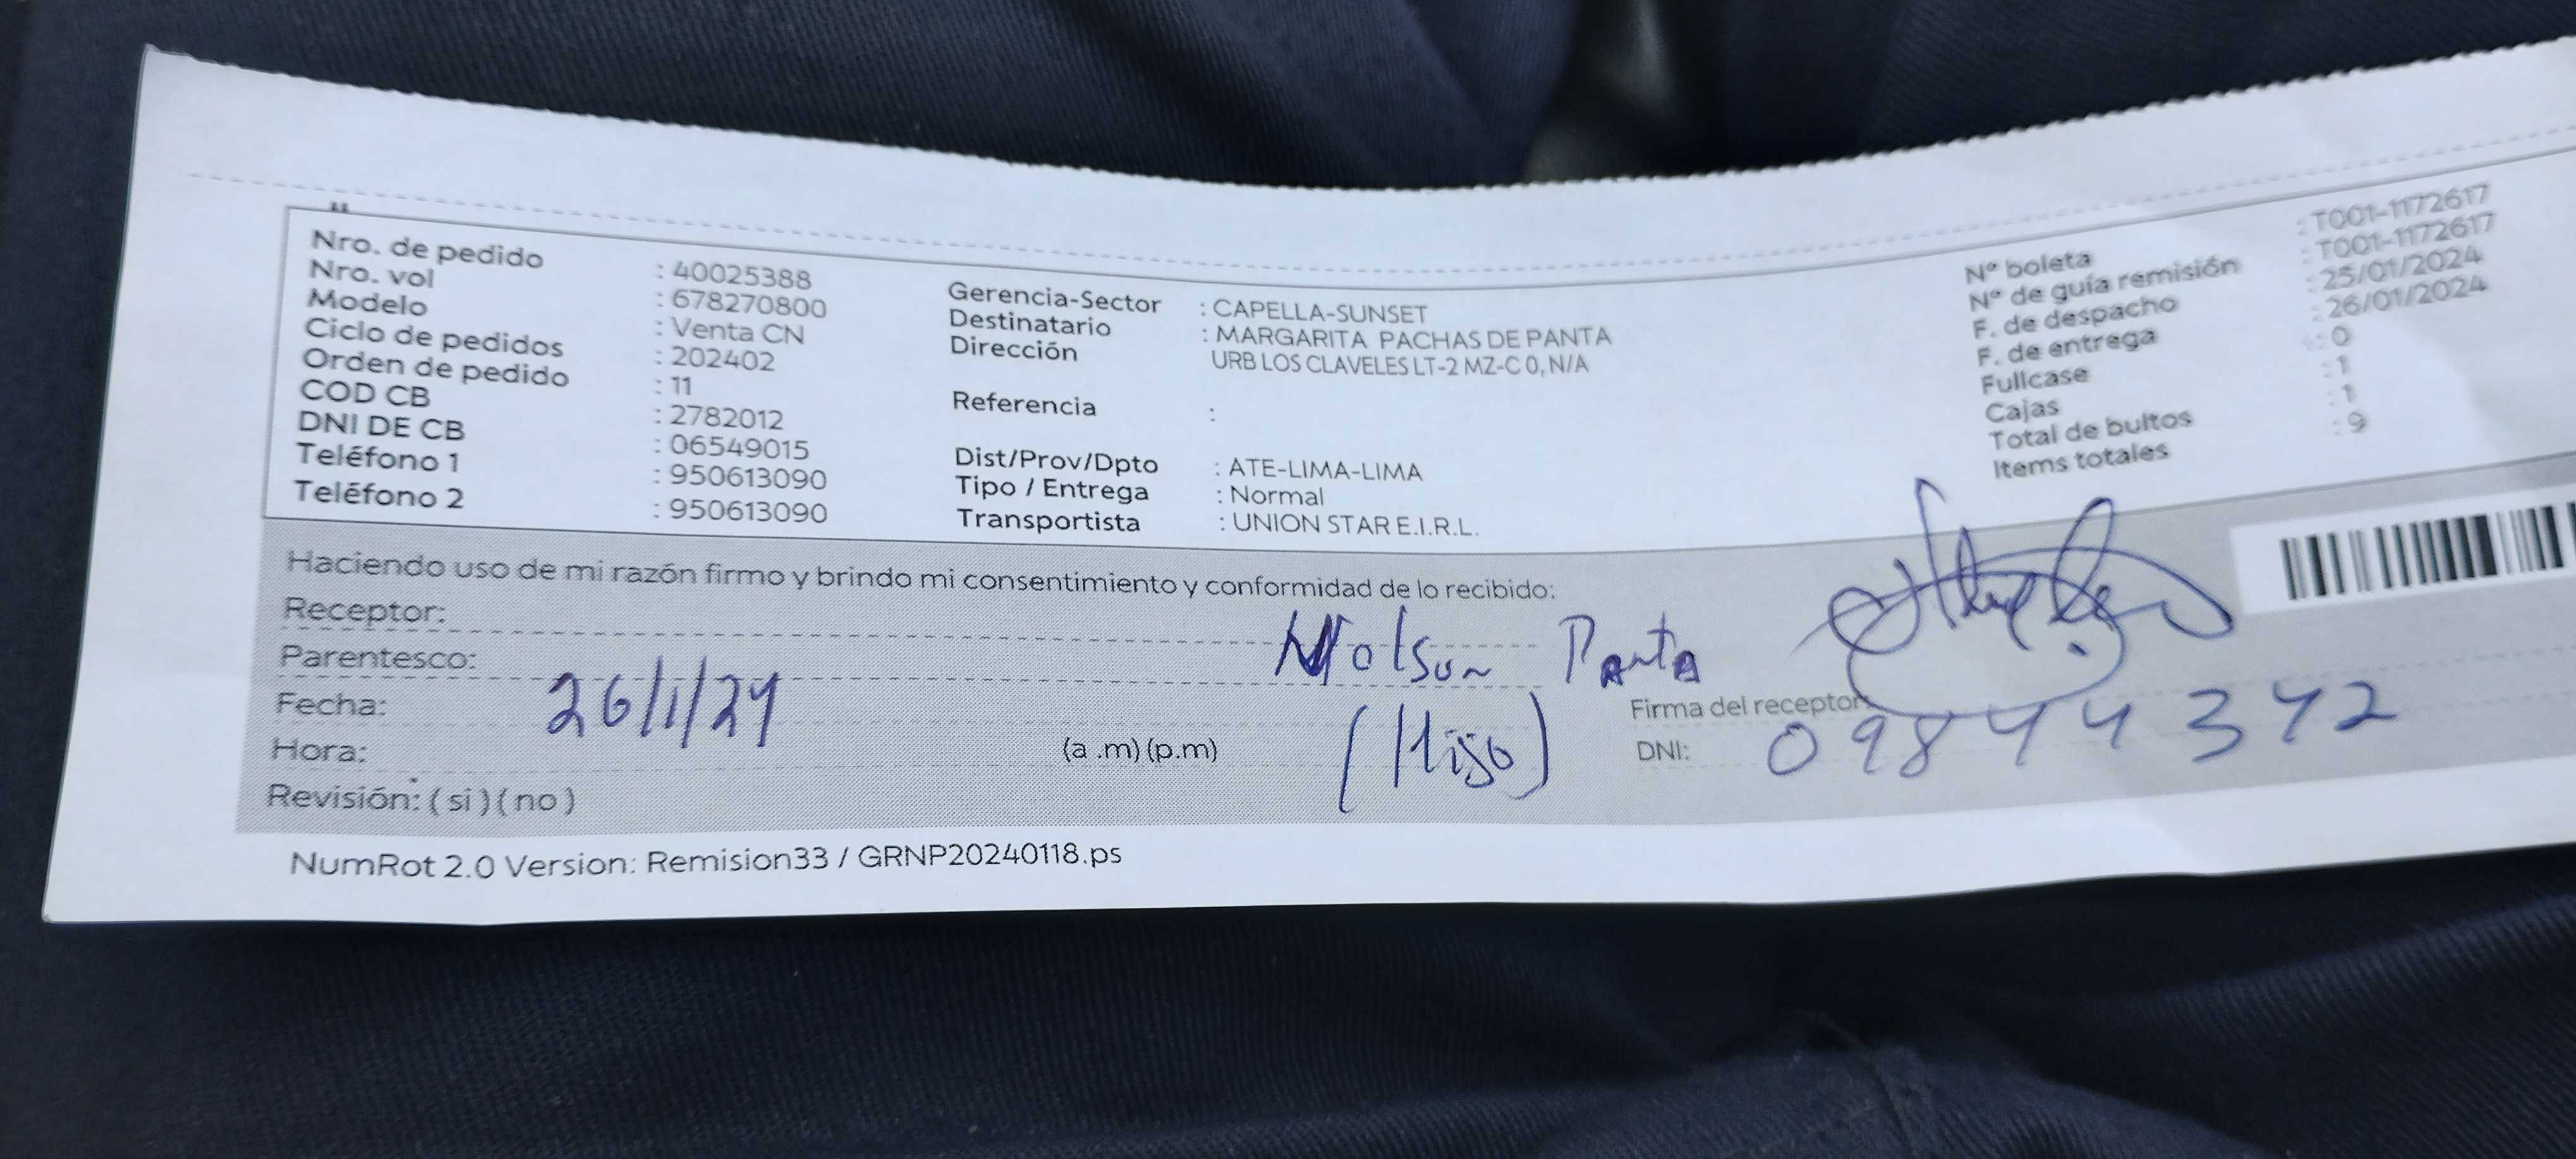 Nro. de pedido : 40025388
Nro. vol : 678270800
Modelo : Venta CN
Ciclo de pedidos : 202402
Orden de pedido : 11
COD CB : 2782012
DNI DE CB : 06549015
Teléfono 1 : 950613090
Teléfono 2 : 950613090
Gerencia-Sector : CAPELLA-SUNSET
Destinatario : MARGARITA PACHAS DE PANTA
Dirección URB LOS CLAVELES LT-2 MZ-C 0, N/A
Referencia :
Dist/Prov/Dpto : ATE-LIMA-LIMA
Tipo / Entrega : Normal
Transportista : UNION STAR E.I.R.L.
N° boleta : T001-1172617
N° de guía remisión : T001-1172617
F. de despacho : 25/01/2024
F. de entrega : 26/01/2024
Fullcase : 0
Cajas : 1
Total de bultos : 1
Items totales : 9
Haciendo uso de mi razón firmo y brindo mi consentimiento y conformidad de lo recibido:
Receptor: Panta
Parentesco: (Hijo)
Fecha: 26/1/24
Hora: (a .m) (p.m)
Revisión: ( si ) ( no )
Firma del receptor
DNI: 09844342
NumRot 2.0 Version: Remision33 / GRNP20240118.ps